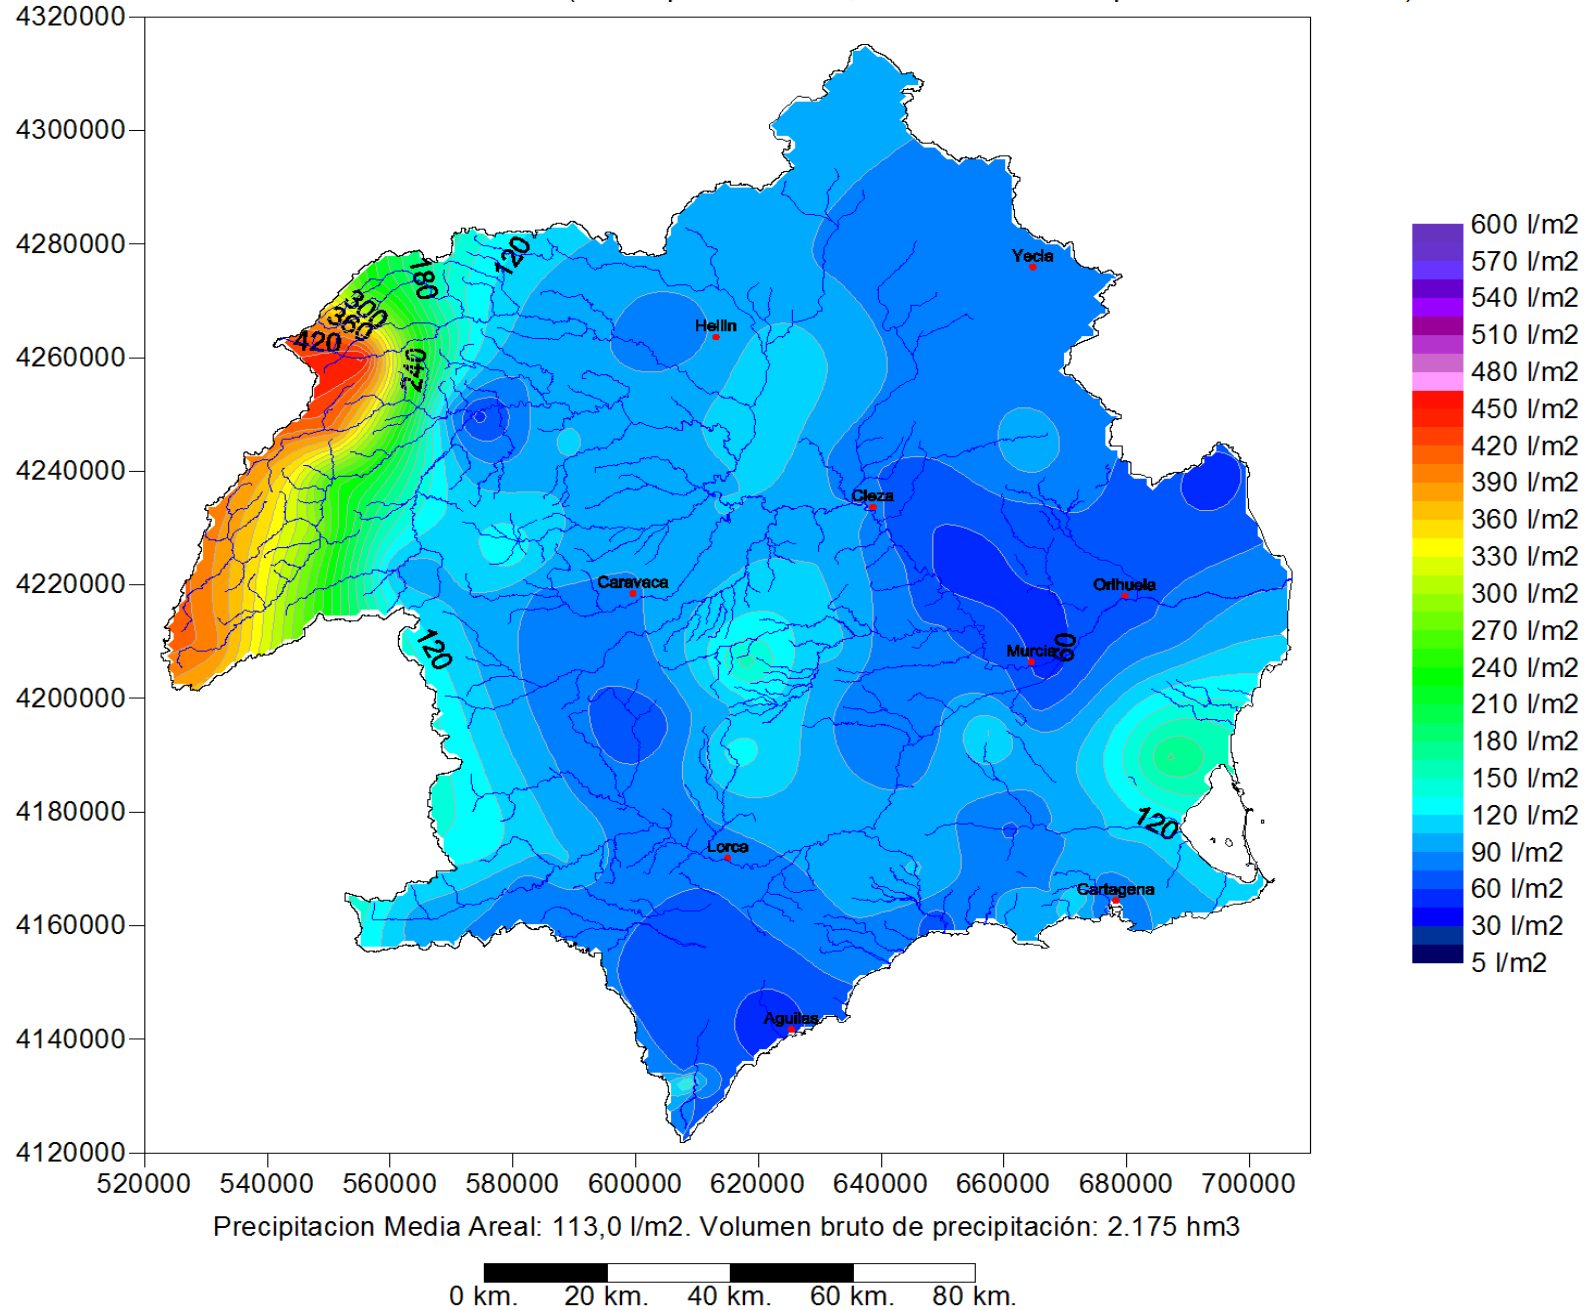 4320000
4300000
4280000
4260000
4240000
4220000
4200000
4180000
4160000
4140000
4120000
520000 540000 560000 580000 600000 620000 640000 660000 680000 700000
120
180
300
360
420
240
120
60
120
Yecla
Hellin
Cieza
Caravaca
Orihuela
Murcia
Lorca
Cartagena
Aguilas
600 l/m2
570 l/m2
540 l/m2
510 l/m2
480 l/m2
450 l/m2
420 l/m2
390 l/m2
360 l/m2
330 l/m2
300 l/m2
270 l/m2
240 l/m2
210 l/m2
180 l/m2
150 l/m2
120 l/m2
90 l/m2
60 l/m2
30 l/m2
5 l/m2
Precipitacion Media Areal: 113,0 l/m2. Volumen bruto de precipitación: 2.175 hm3
0 km. 20 km. 40 km. 60 km. 80 km.